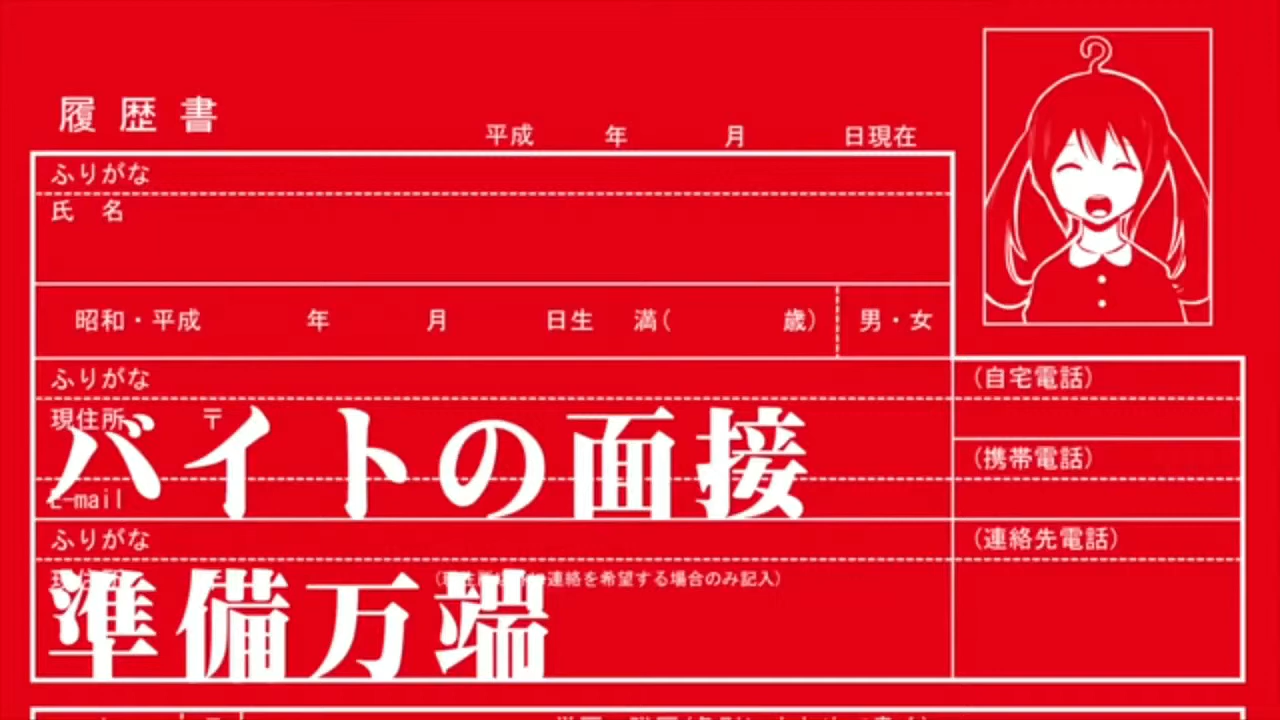 履歴書
平成 年 月 日現在
ふりがな
氏 名
昭和・平成 年 月 日生 満( 歳) 男・女
ふりがな
(自宅電話)
現住所 〒
バイトの面接
(携帯電話)
E-mail
ふりがな
(連絡先電話)
連絡を希望する場合のみ記入)
準備万端